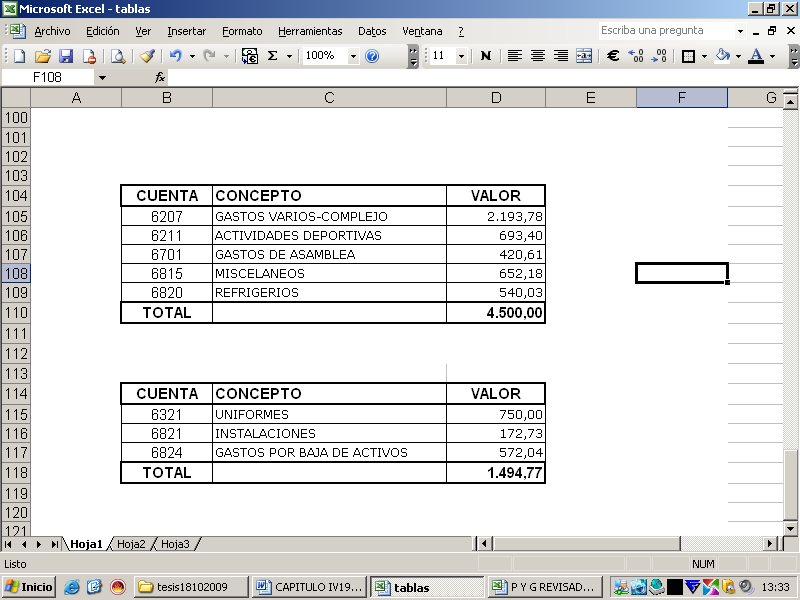 Microsoft Excel - tablas
Archivo Edición Ver Insertar Formato Herramientas Datos Ventana ? Escriba una pregunta
Σ 100% 11 N € A
F108 fx
A B C D E F G
100
101
102
103
104 CUENTA CONCEPTO VALOR
105 6207 GASTOS VARIOS-COMPLEJO 2.193,78
106 6211 ACTIVIDADES DEPORTIVAS 693,40
107 6701 GASTOS DE ASAMBLEA 420,61
108 6815 MISCELANEOS 652,18
109 6820 REFRIGERIOS 540,03
110 TOTAL 4.500,00
111
112
113
114 CUENTA CONCEPTO VALOR
115 6321 UNIFORMES 750,00
116 6821 INSTALACIONES 172,73
117 6824 GASTOS POR BAJA DE ACTIVOS 572,04
118 TOTAL 1.494,77
119
120
121
Hoja1 Hoja2 Hoja3
Listo NUM
Inicio tesis18102009 CAPITULO IV19... tablas P Y G REVISAD... 13:33